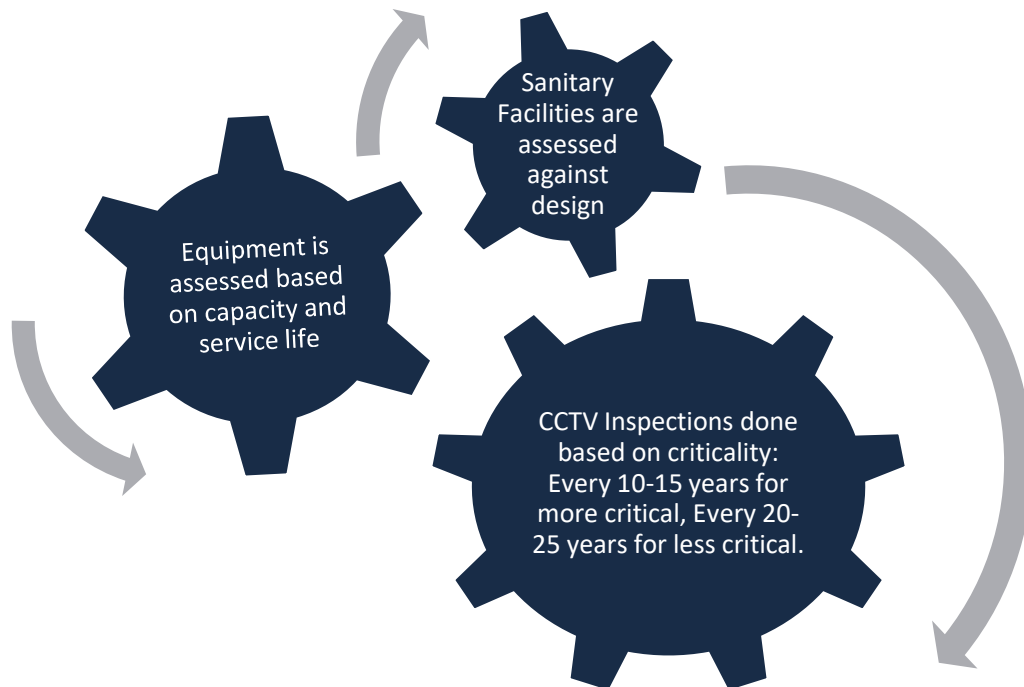 Sanitary
Facilities are
assessed
against
design
Equipment is
assessed based
on capacity and
service life
CCTV Inspections done
based on criticality:
Every 10-15 years for
more critical, Every 20-
25 years for less critical.